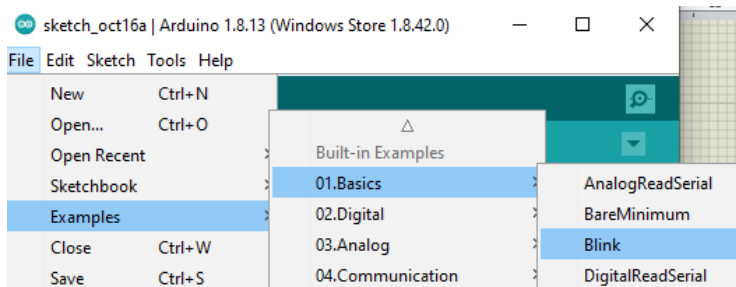 sketch_oct16a | Arduino 1.8.13 (Windows Store 1.8.42.0)
File Edit Sketch Tools Help
New Ctrl+N
Open... Ctrl+O
Open Recent
Sketchbook
Examples
Close Ctrl+W
Save Ctrl+S
Built-in Examples
01.Basics
02.Digital
03.Analog
04.Communication
AnalogReadSerial
BareMinimum
Blink
DigitalReadSerial